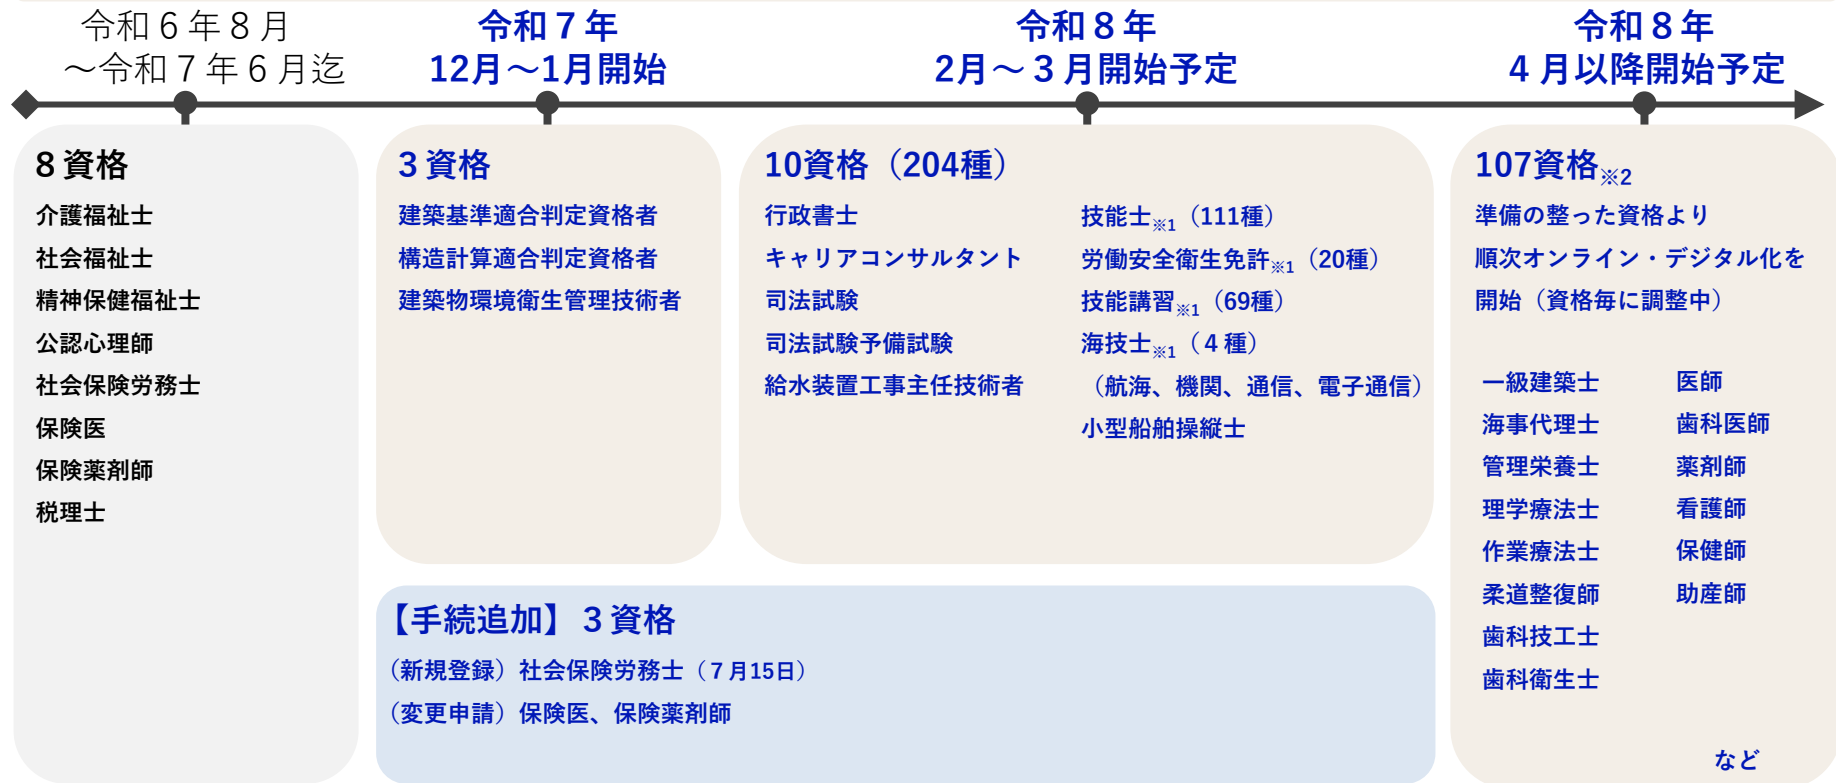 令和６年８月
～令和７年６月迄
８資格
介護福祉士
社会福祉士
精神保健福祉士
公認心理師
社会保険労務士
保険医
保険薬剤師
税理士
令和７年
12月～1月開始
３資格
建築基準適合判定資格者
構造計算適合判定資格者
建築物環境衛生管理技術者
令和８年
2月～３月開始予定
10資格（204種）
行政書士
キャリアコンサルタント
司法試験
司法試験予備試験
給水装置工事主任技術者
技能士※1（111種）
労働安全衛生免許※1（20種）
技能講習※1（69種）
海技士※1（４種）
（航海、機関、通信、電子通信）
小型船舶操縦士
【手続追加】３資格
（新規登録）社会保険労務士（７月15日）
（変更申請）保険医、保険薬剤師
令和８年
４月以降開始予定
107資格※2
準備の整った資格より
順次オンライン・デジタル化を
開始（資格毎に調整中）
一級建築士
海事代理士
管理栄養士
理学療法士
作業療法士
柔道整復師
歯科技工士
歯科衛生士
医師
歯科医師
薬剤師
看護師
保健師
助産師
など